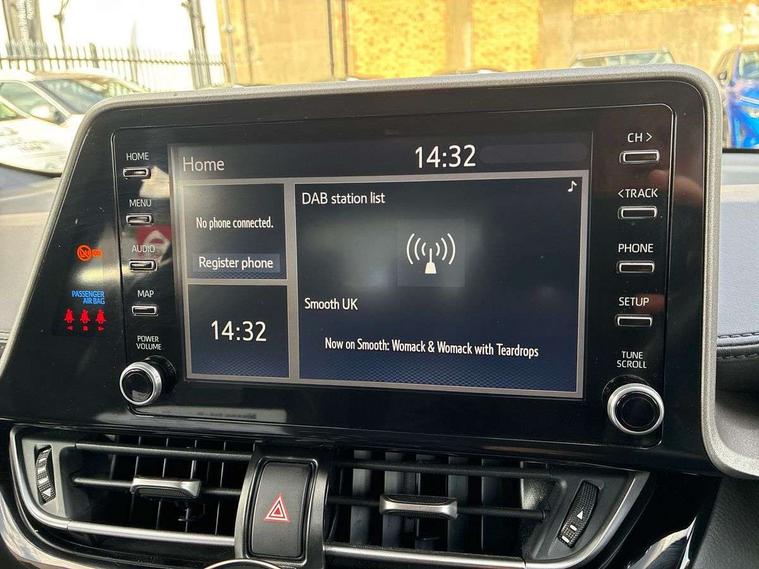 HOME
MENU
AUDIO
MAP
POWER
VOLUME
PASSENGER
AIR BAG
Home
14:32
No phone connected.
Register phone
14:32
DAB station list
Smooth UK
Now on Smooth: Womack & Womack with Teardrops
CH >
< TRACK
PHONE
SETUP
TUNE
SCROLL